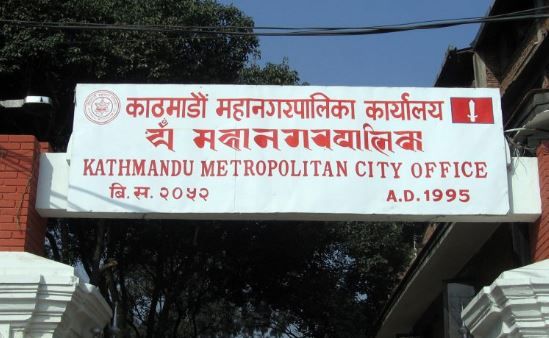 काठमाडौं महानगरपालिका कार्यालय
KATHMANDU METROPOLITAN CITY OFFICE
बि. स. २०५२
A.D. 1995